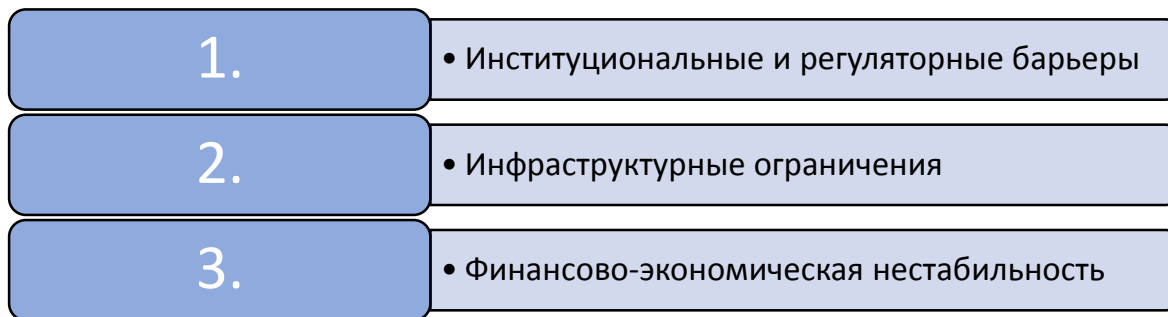 1.
• Институциональные и регуляторные барьеры
2.
• Инфраструктурные ограничения
3.
• Финансово-экономическая нестабильность